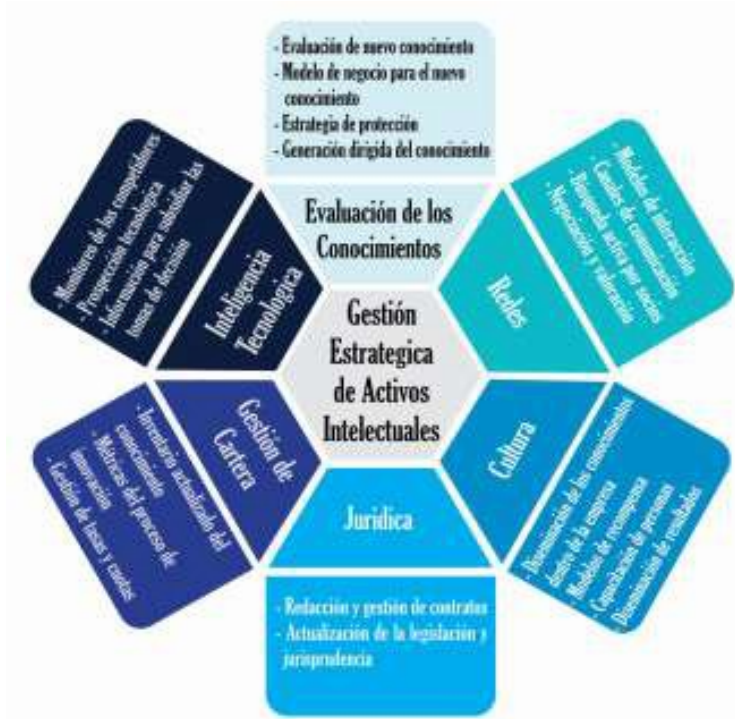 - Evaluación de nuevo conocimiento
- Modelo de negocio para el nuevo
conocimiento
- Estrategia de protección
- Generación dirigida del conocimiento
Evaluación de los
Conocimientos
- Modelos de interacción
- Canales de comunicación
- Búsqueda activa por socios
- Negociación y valoración
Redes
- Diseminación de los conocimientos
dentro de la empresa
- Modelos de recompensa
- Capacitación de personal
- Diseminación de resultados
Cultura
Jurídica
- Redacción y gestión de contratos
- Actualización de la legislación y
jurisprudencia
Gestión de
Cartera
- Inventario actualizado del
conocimiento
- Métricas del proceso de
innovación
- Gestión de tasas y cuotas
Inteligencia
Tecnologica
- Monitoreo de los competidores
- Prospección tecnológica
- Información para subsidiar las
tomas de decisión
Gestión
Estrategica
de Activos
Intelectuales